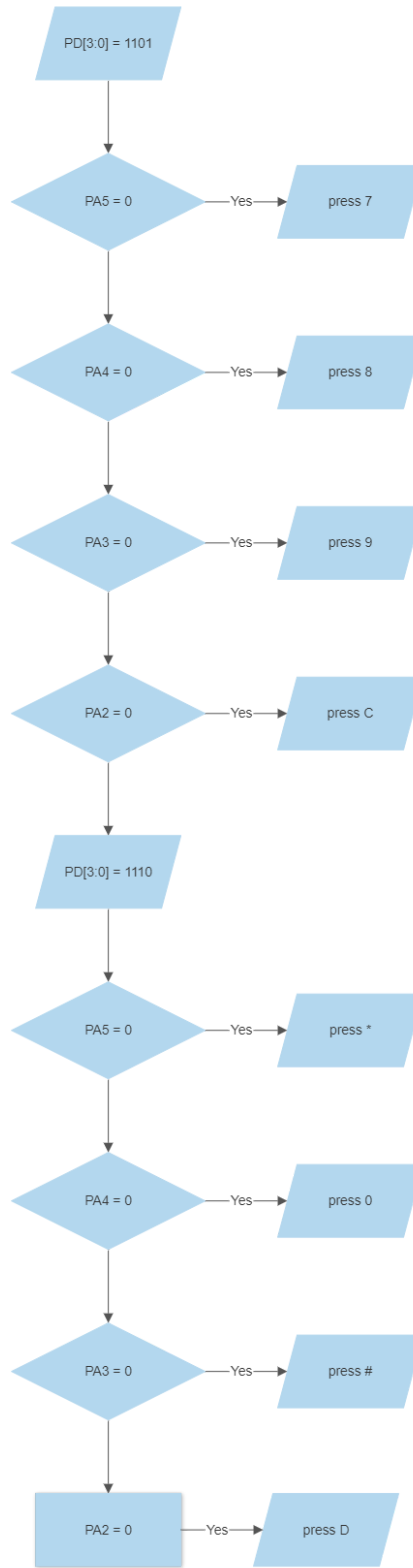 PD[3:0] = 1101
PA5 = 0
Yes
press 7
PA4 = 0
Yes
press 8
PA3 = 0
Yes
press 9
PA2 = 0
Yes
press C
PD[3:0] = 1110
PA5 = 0
Yes
press *
PA4 = 0
Yes
press 0
PA3 = 0
Yes
press #
PA2 = 0
Yes
press D